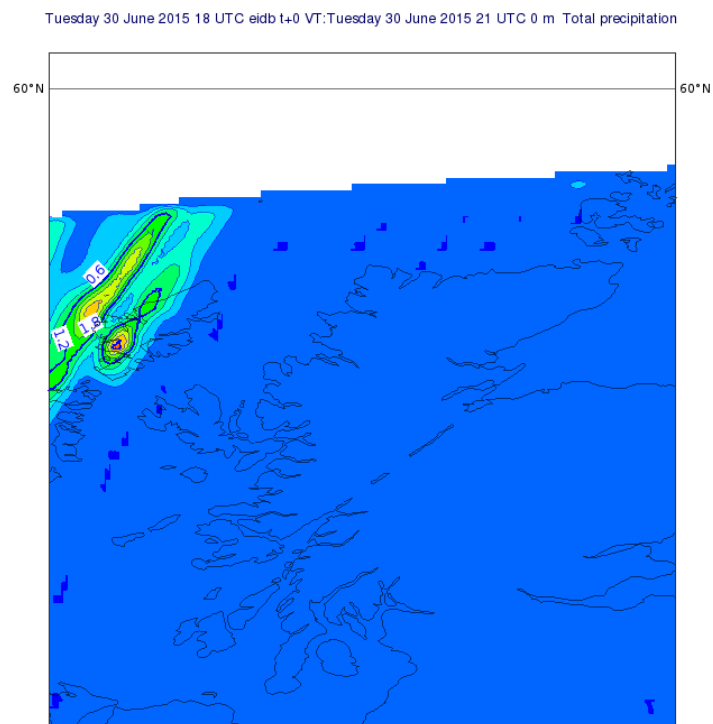 Tuesday 30 June 2015 18 UTC eidb t+0 VT:Tuesday 30 June 2015 21 UTC 0 m Total precipitation
60°N 60°N
0.6
1.8
1.2